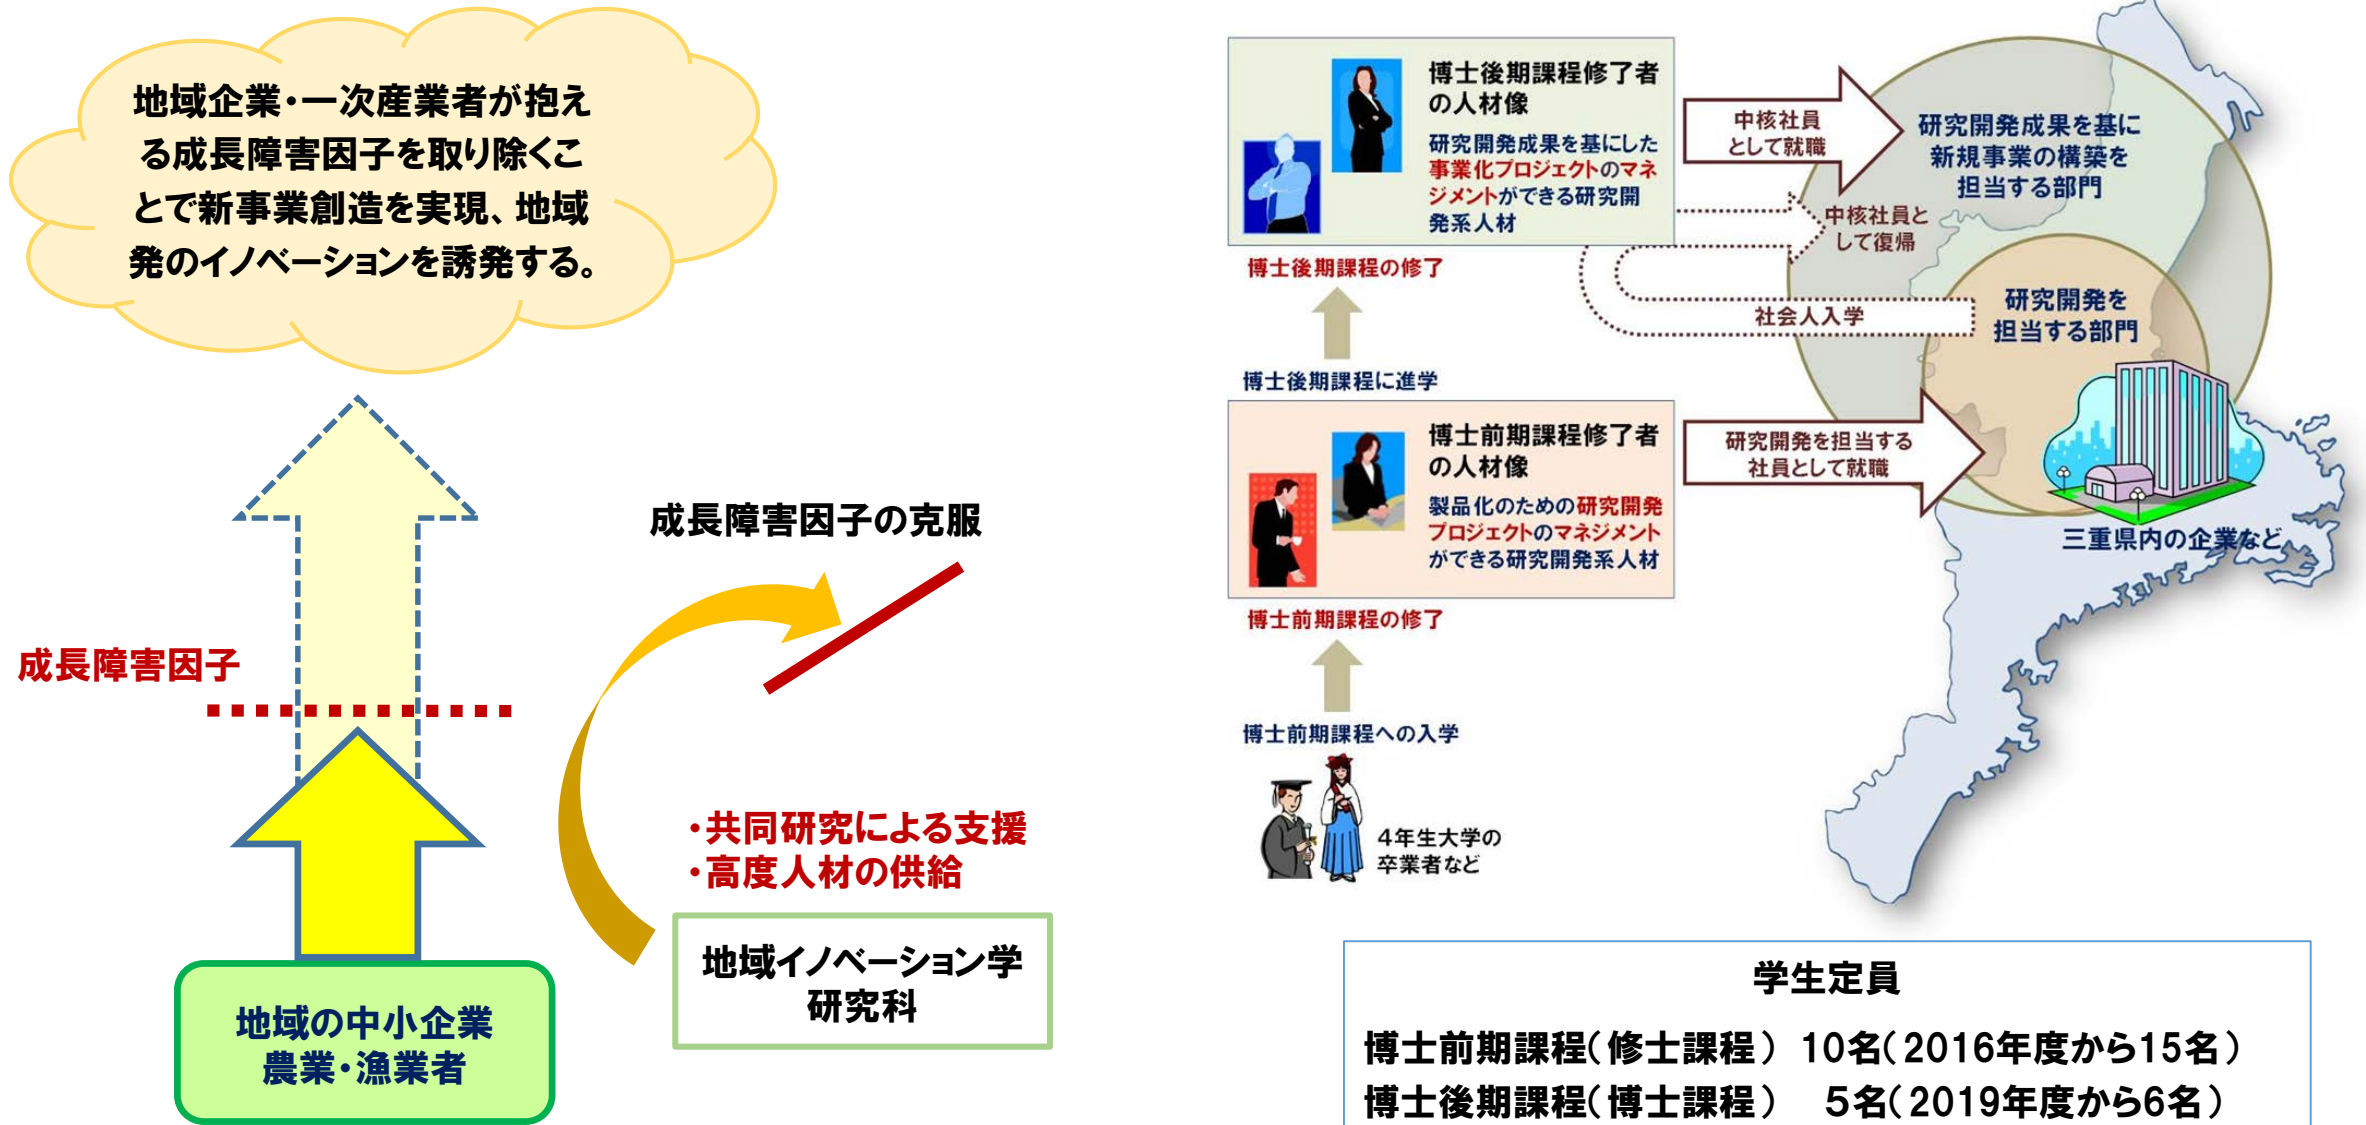 地域企業・一次産業者が抱え
る成長障害因子を取り除くこ
とで新事業創造を実現、地域
発のイノベーションを誘発する。
成長障害因子の克服
成長障害因子
・共同研究による支援
・高度人材の供給
地域イノベーション学
研究科
地域の中小企業
農業・漁業者
博士後期課程修了者
の人材像
研究開発成果を基にした
事業化プロジェクトのマネ
ジメントができる研究開
発系人材
中核社員
として就職
研究開発成果を基に
新規事業の構築を
担当する部門
中核社員と
して復帰
博士後期課程の修了
社会人入学
研究開発を
担当する部門
博士後期課程に進学
博士前期課程修了者
の人材像
製品化のための研究開発
プロジェクトのマネジメント
ができる研究開発系人材
研究開発を担当する
社員として就職
三重県内の企業など
博士前期課程の修了
博士前期課程への入学
4年生大学の
卒業者など
学生定員
博士前期課程(修士課程) 10名(2016年度から15名)
博士後期課程(博士課程) 5名(2019年度から6名)